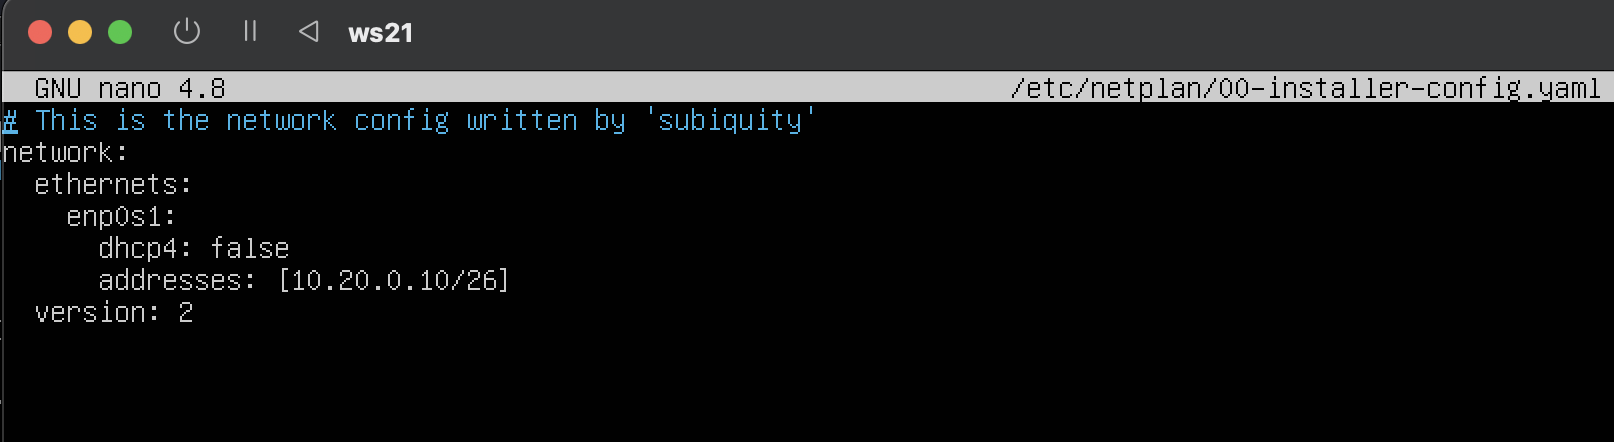 ws21
GNU nano 4.8 /etc/netplan/00-installer-config.yaml
# This is the network config written by 'subiquity'
network:
  ethernets:
    enp0s1:
      dhcp4: false
      addresses: [10.20.0.10/26]
  version: 2